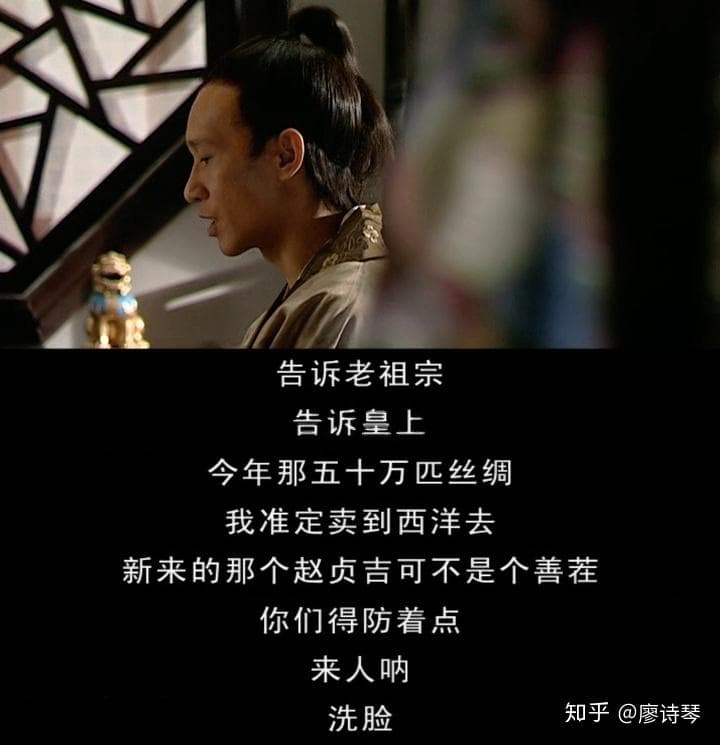 告诉老祖宗
告诉皇上
今年那五十万匹丝绸
我准定卖到西洋去
新来的那个赵贞吉可不是个善茬
你们得防着点
来人呐
洗脸
知乎 @廖诗琴